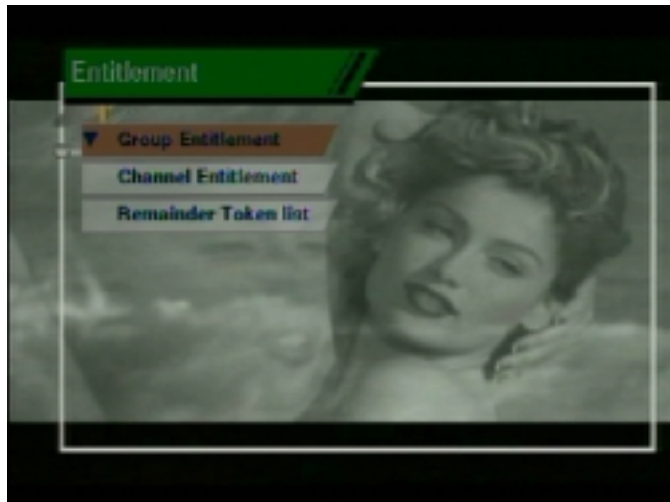 Entitlement
Group Entitlement
Channel Entitlement
Remainder Token list